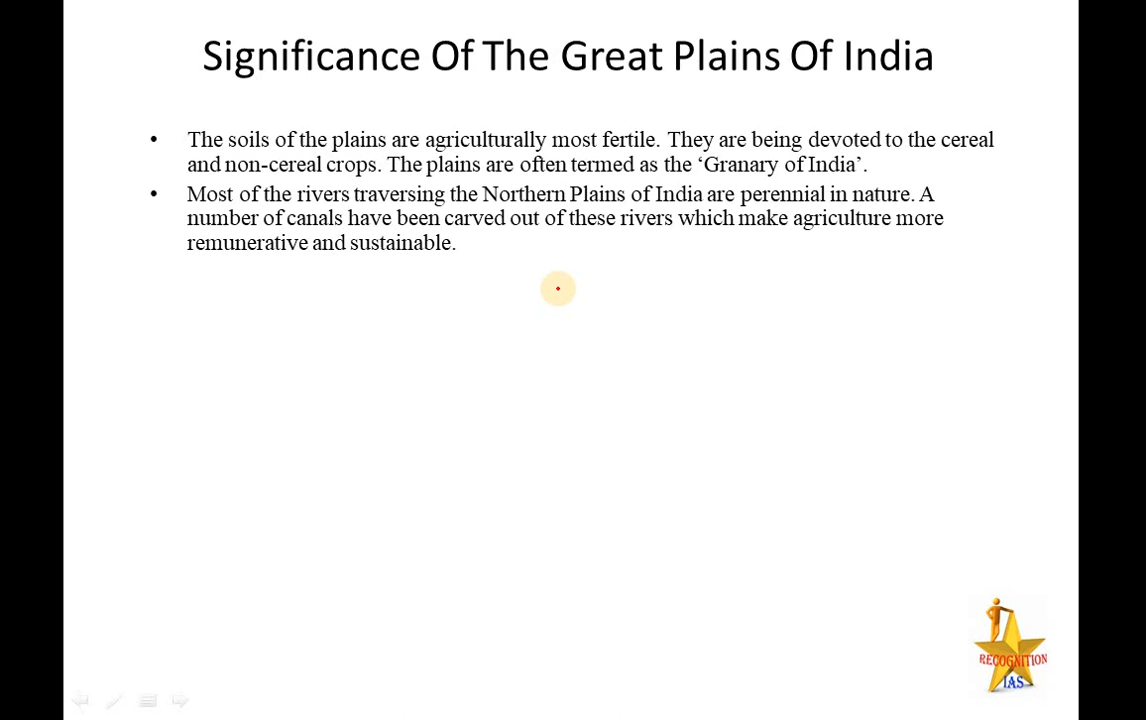 Significance Of The Great Plains Of India
• The soils of the plains are agriculturally most fertile. They are being devoted to the cereal
and non-cereal crops. The plains are often termed as the ‘Granary of India’.
• Most of the rivers traversing the Northern Plains of India are perennial in nature. A
number of canals have been carved out of these rivers which make agriculture more
remunerative and sustainable.
RECOGNITION
IAS